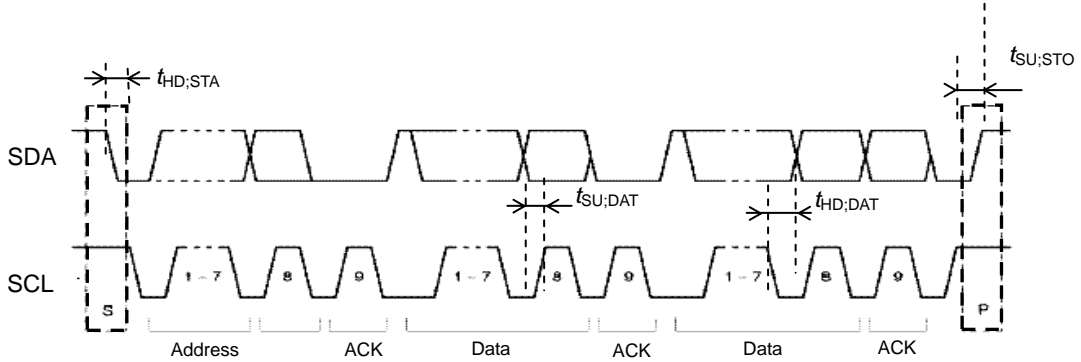 tSU;STO
tHD;STA
SDA
tSU;DAT
tHD;DAT
SCL
1 – 7 8 9 1 – 7 8 9 1 – 7 8 9
S P
Address ACK Data ACK Data ACK